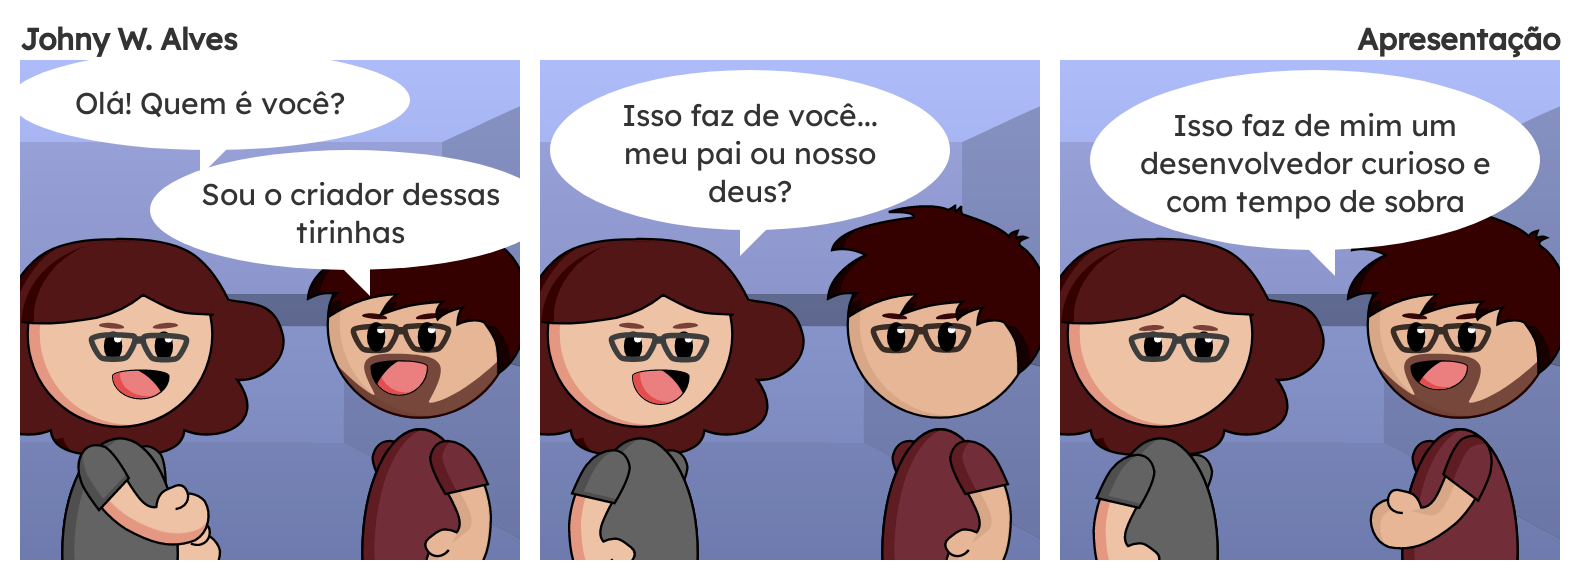 Johny W. Alves
Apresentação
Olá! Quem é você?
Sou o criador dessas
tirinhas
Isso faz de você...
meu pai ou nosso
deus?
Isso faz de mim um
desenvolvedor curioso e
com tempo de sobra